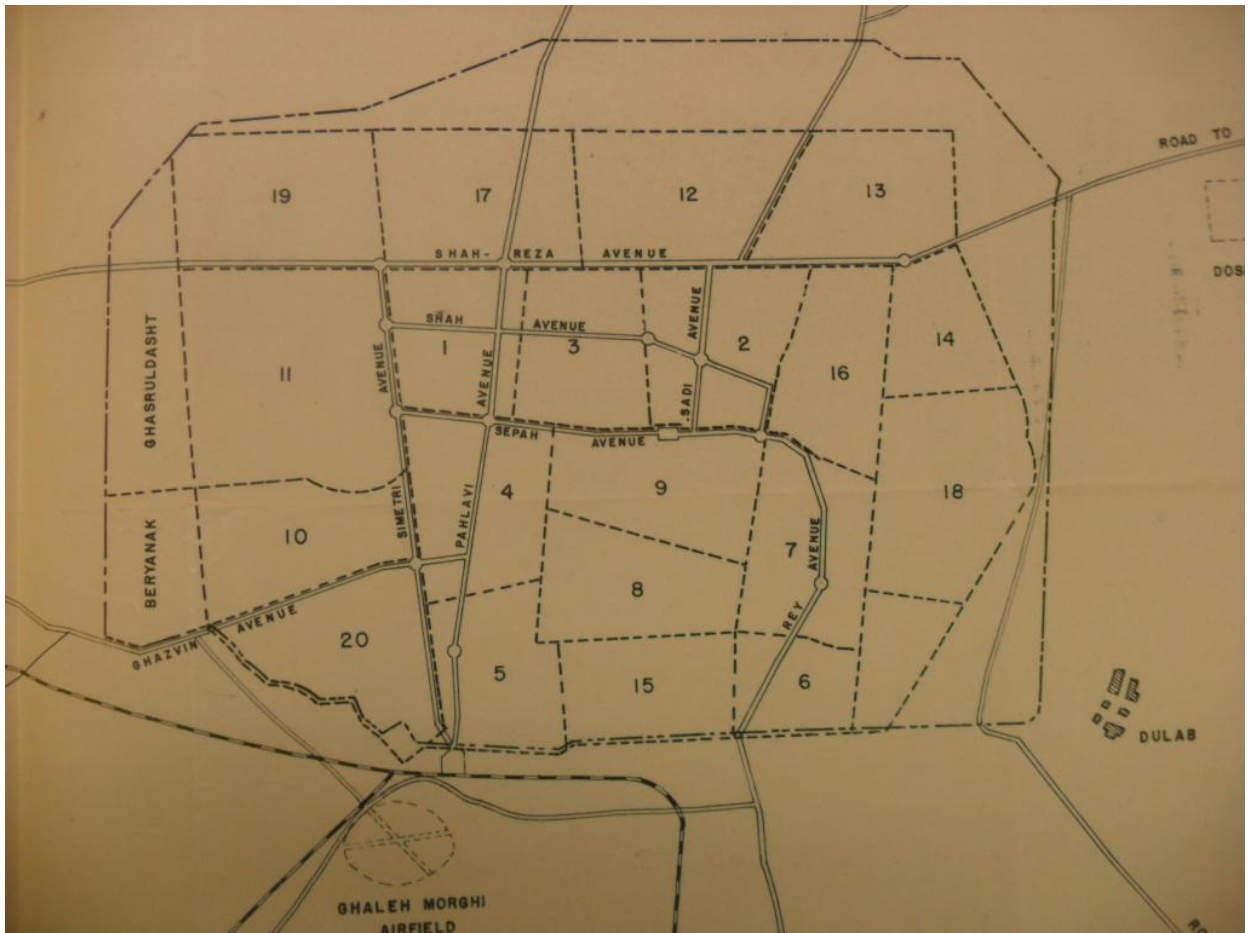 ROAD TO
19
17
12
13
SHAH-REZA AVENUE
DOS
GHASRULDASHT
11
AVENUE
SHAH AVENUE
1
AVENUE
3
AVENUE
SADI
2
16
14
SEPAH AVENUE
BERYANAK
10
SIMETRI
PAHLAVI
4
9
7
AVENUE
REY
18
8
GHAZVIN AVENUE
20
5
15
6
DULAB
GHALEH MORGHI
AIRFIELD
RO